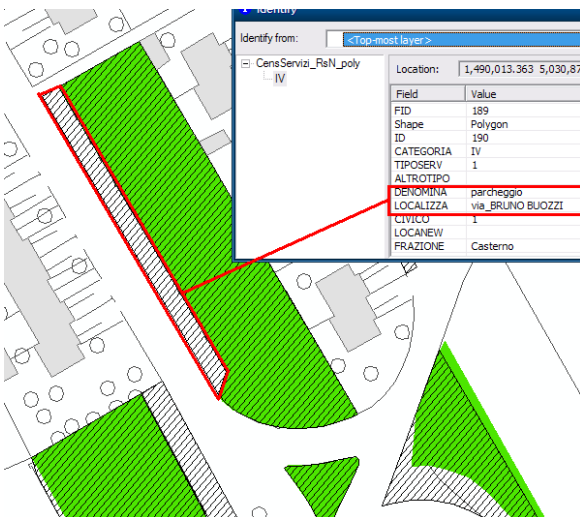 Identify
Identify from: <Top-most layer>
CensServizi_RsN_poly
IV
Location: 1,490,013.363 5,030,87
Field Value
FID 189
Shape Polygon
ID 190
CATEGORIA IV
TIPOSERV 1
ALTROTIPO
DENOMINA parcheggio
LOCALIZZA via_BRUNO BUOZZI
CIVICO 1
LOCANEW
FRAZIONE Casterno